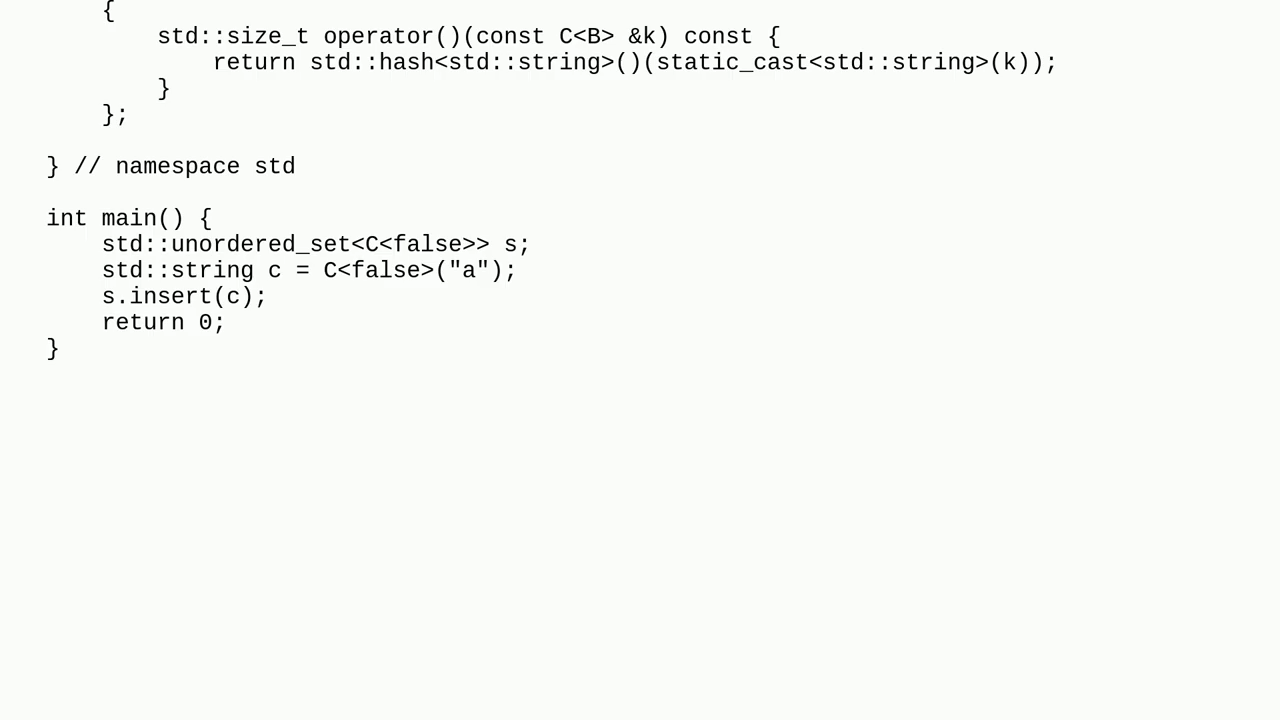 {
        std::size_t operator()(const C<B> &k) const {
            return std::hash<std::string>()(static_cast<std::string>(k));
        }
    };

} // namespace std

int main() {
    std::unordered_set<C<false>> s;
    std::string c = C<false>("a");
    s.insert(c);
    return 0;
}